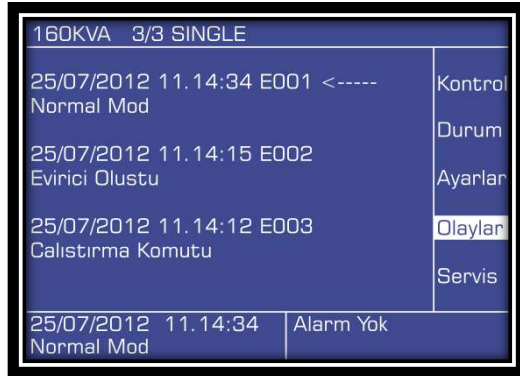 160KVA 3/3 SINGLE
25/07/2012 11.14:34 E001 <-----
Normal Mod
25/07/2012 11.14:15 E002
Evirici Olustu
25/07/2012 11.14:12 E003
Calıstırma Komutu
Kontrol
Durum
Ayarlar
Olaylar
Servis
25/07/2012 11.14:34
Normal Mod
Alarm Yok